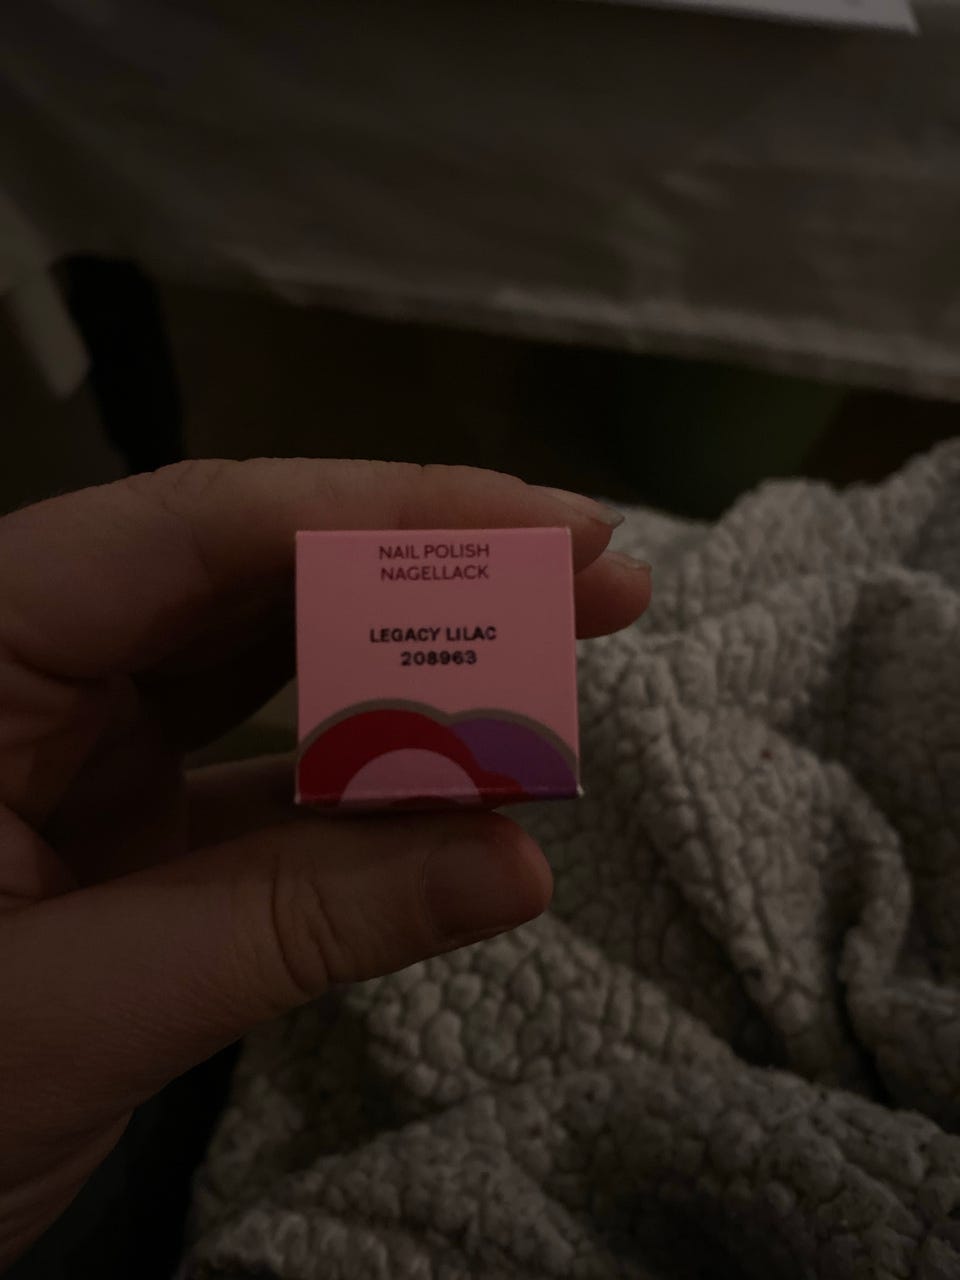 NAIL POLISH
NAGELLACK
LEGACY LILAC
208963